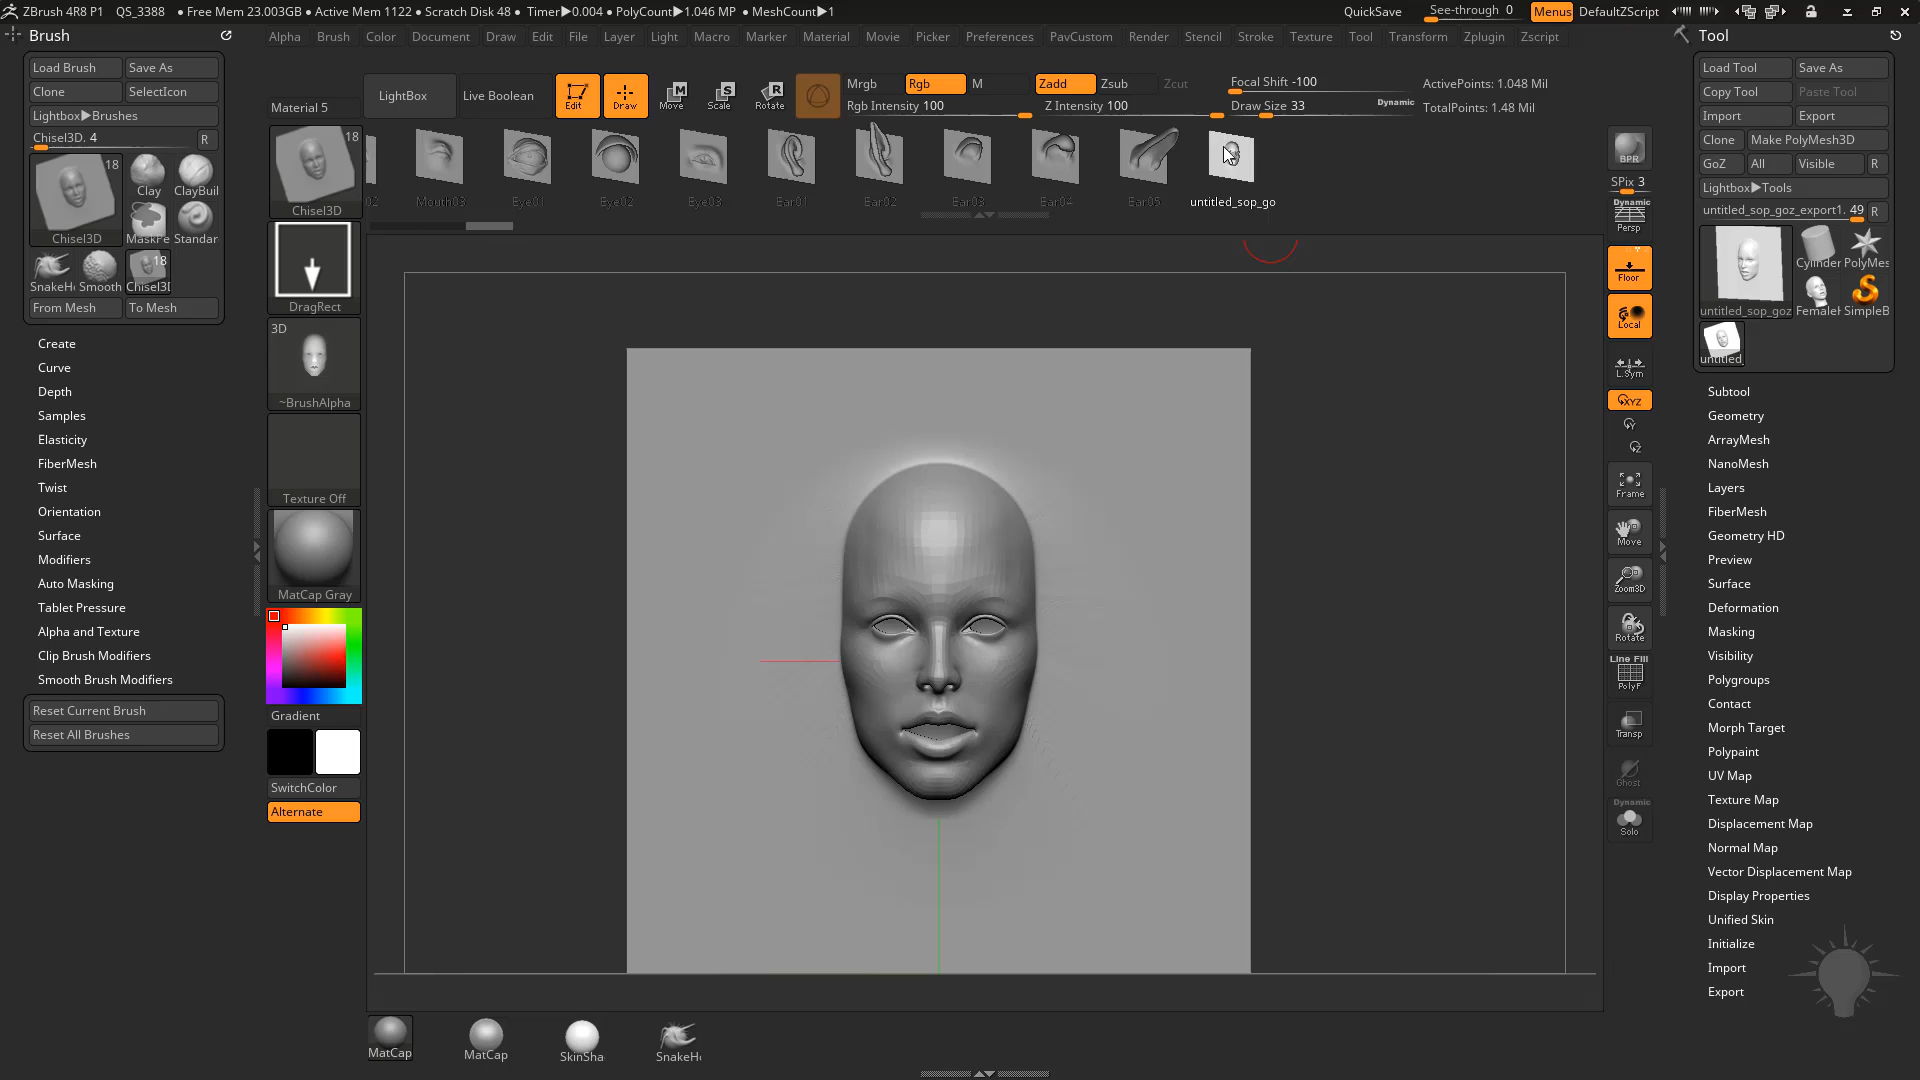 ZBrush 4R8 P1 QS_3388 • Free Mem 23.003GB • Active Mem 1122 • Scratch Disk 48 • Timer▶0.004 • PolyCount▶1.046 MP • MeshCount▶1 QuickSave See-through 0 Menus DefaultZScript
Brush
Alpha Brush Color Document Draw Edit File Layer Light Macro Marker Material Movie Picker Preferences PavCustom Render Stencil Stroke Texture Tool Transform Zplugin Zscript
Tool
Load Brush Save As
Clone SelectIcon
Lightbox▶Brushes
Chisel3D. 4 R
18
Clay ClayBuil
Chisel3D MaskPe Standar
18
SnakeH Smooth Chisel3D
From Mesh To Mesh
Create
Curve
Depth
Samples
Elasticity
FiberMesh
Twist
Orientation
Surface
Modifiers
Auto Masking
Tablet Pressure
Alpha and Texture
Clip Brush Modifiers
Smooth Brush Modifiers
Reset Current Brush
Reset All Brushes
Material 5
18
Chisel3D
DragRect
3D
~BrushAlpha
Texture Off
MatCap Gray
Gradient
SwitchColor
Alternate
LightBox Live Boolean Edit Draw Move Scale Rotate
M S R
Mrgb Rgb M Zadd Zsub Zcut Focal Shift -100 ActivePoints: 1.048 Mil
Rgb Intensity 100 Z Intensity 100 Draw Size 33 Dynamic TotalPoints: 1.48 Mil
02 Mouth03 Eye01 Eye02 Eye03 Ear01 Ear02 Ear03 Ear04 Ear05 untitled_sop_go
BPR
SPix 3
Dynamic
Persp
Floor
Local
L.Sym
XYZ
Y
Z
Frame
Move
Zoom3D
Rotate
Line Fill
PolyF
Transp
Ghost
Dynamic
Solo
Load Tool Save As
Copy Tool Paste Tool
Import Export
Clone Make PolyMesh3D
GoZ All Visible R
Lightbox▶Tools
untitled_sop_goz_export1. 49 R
Cylinder PolyMes
untitled_sop_goz FemaleH SimpleB
untitled_
Subtool
Geometry
ArrayMesh
NanoMesh
Layers
FiberMesh
Geometry HD
Preview
Surface
Deformation
Masking
Visibility
Polygroups
Contact
Morph Target
Polypaint
UV Map
Texture Map
Displacement Map
Normal Map
Vector Displacement Map
Display Properties
Unified Skin
Initialize
Import
Export
MatCap MatCap SkinSha SnakeH